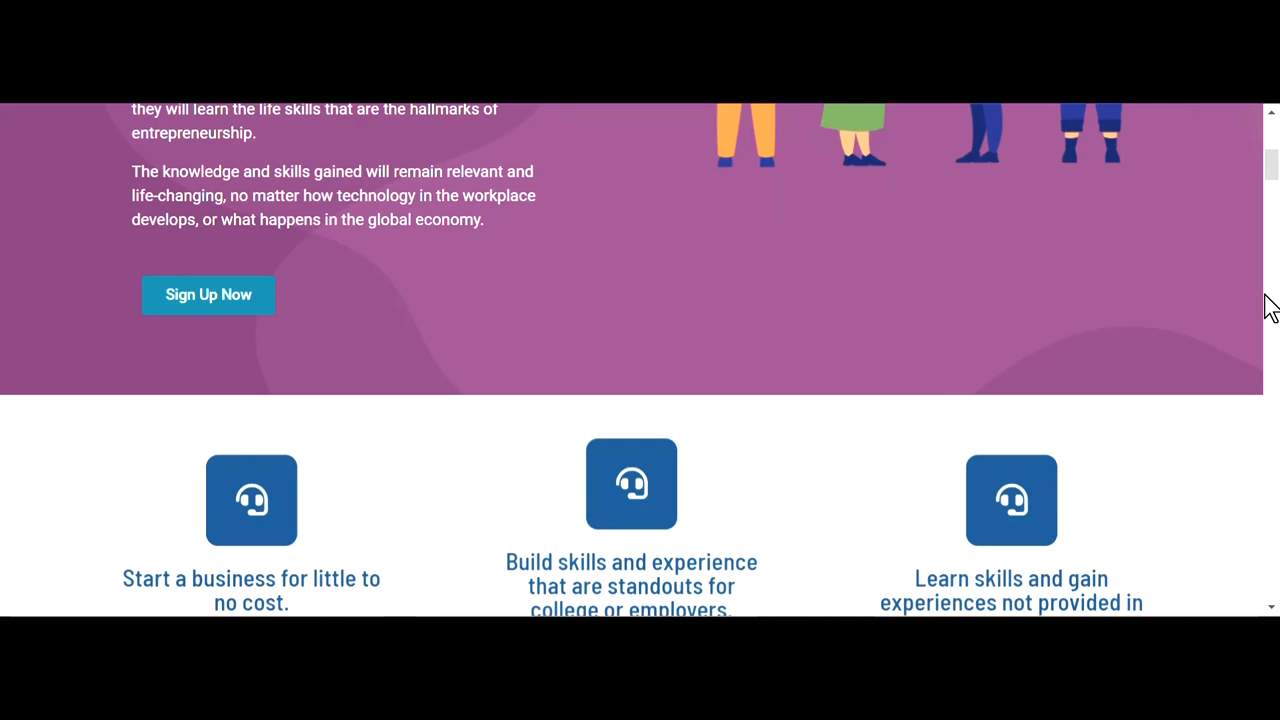 they will learn the life skills that are the hallmarks of
entrepreneurship.
The knowledge and skills gained will remain relevant and
life-changing, no matter how technology in the workplace
develops, or what happens in the global economy.
Sign Up Now
Start a business for little to
no cost.
Build skills and experience
that are standouts for
college or employers.
Learn skills and gain
experiences not provided in